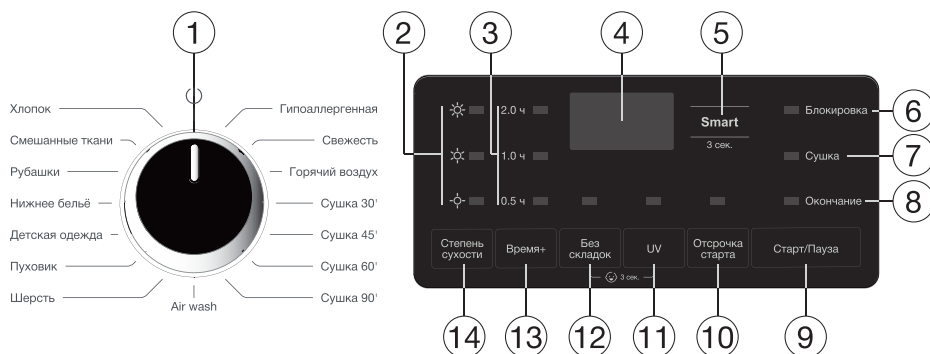 1
2
3
4
5
6
7
8
9
10
11
12
13
14
Хлопок
Смешанные ткани
Рубашки
Нижнее бельё
Детская одежда
Пуховик
Шерсть
Air wash
Гипоаллергенная
Свежесть
Горячий воздух
Сушка 30'
Сушка 45'
Сушка 60'
Сушка 90'
2.0 ч
1.0 ч
0.5 ч
Smart
3 сек.
Блокировка
Сушка
Окончание
Степень
сухости
Время+
Без
складок
UV
Отсрочка
старта
Старт/Пауза
3 сек.